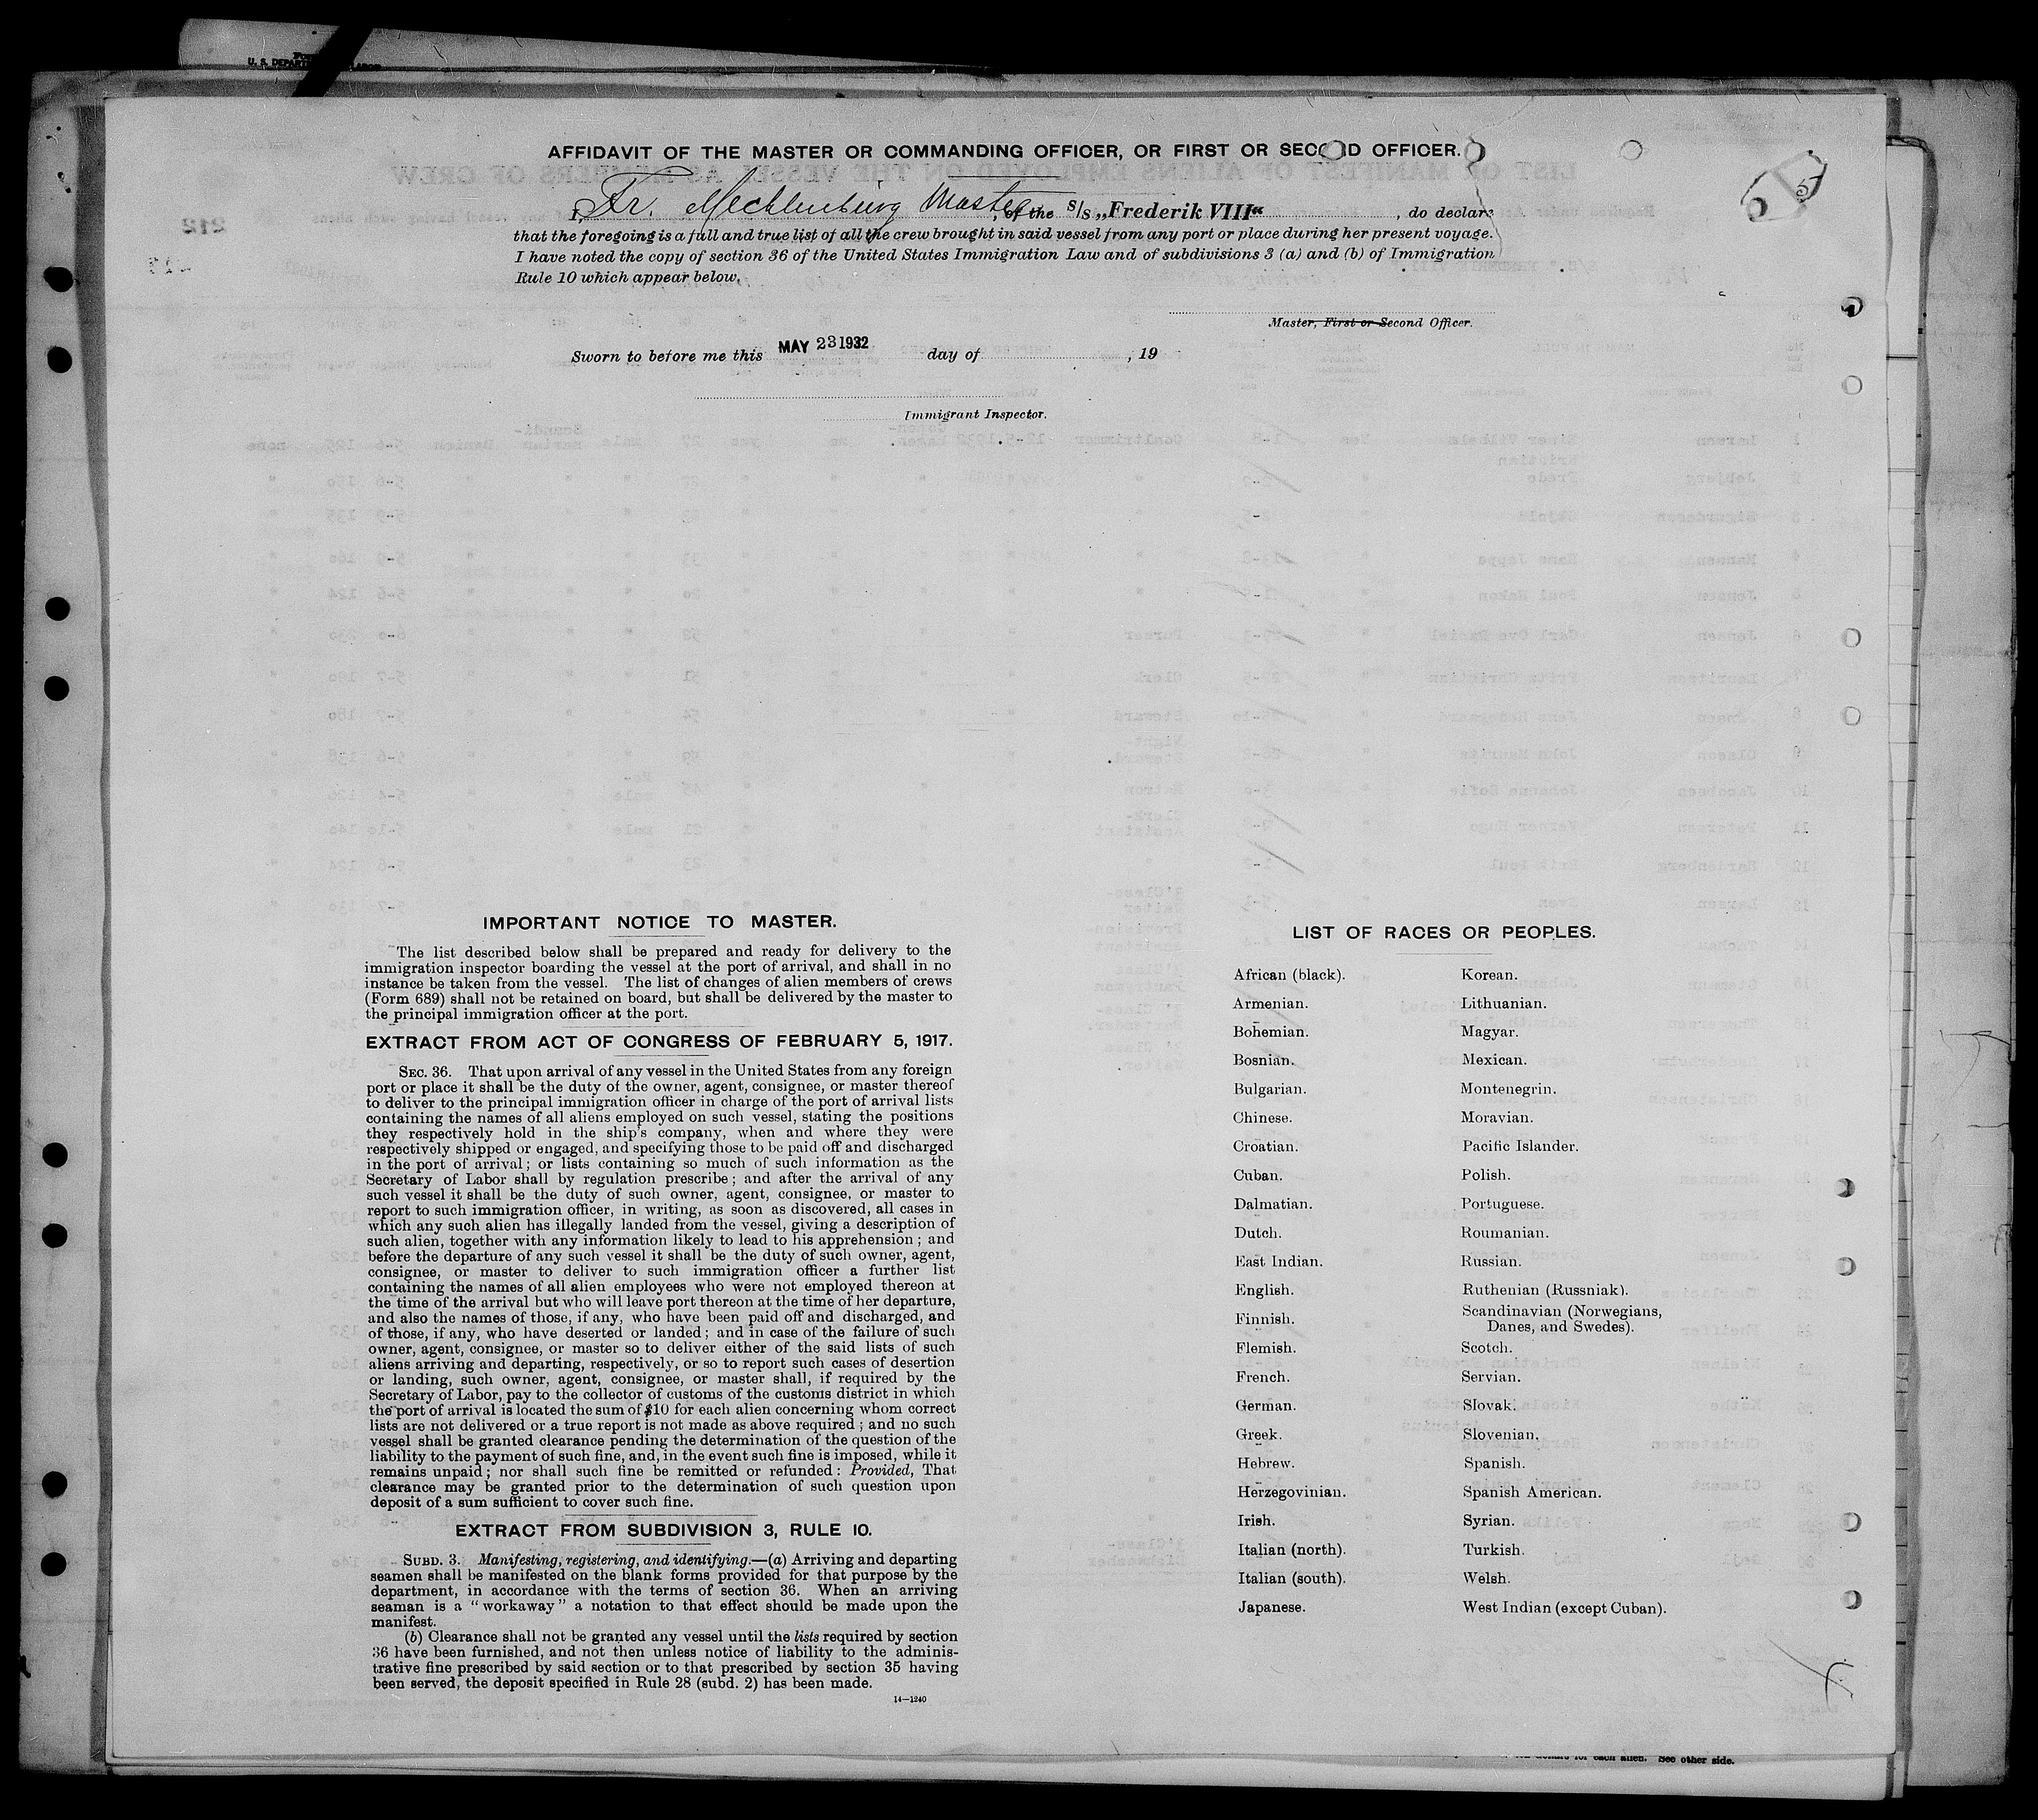 U. S. DEPARTMENT OF LABOR
AFFIDAVIT OF THE MASTER OR COMMANDING OFFICER, OR FIRST OR SECOND OFFICER.
I, Fr. Mecklenburg Master, of the S/S „Frederik VIII“, do declare
that the foregoing is a full and true list of all the crew brought in said vessel from any port or place during her present voyage.
I have noted the copy of section 36 of the United States Immigration Law and of subdivisions 3 (a) and (b) of Immigration
Rule 10 which appear below.
Master, First or Second Officer.
Sworn to before me this MAY 23 1932 day of , 19
Immigrant Inspector.
IMPORTANT NOTICE TO MASTER.
The list described below shall be prepared and ready for delivery to the
immigration inspector boarding the vessel at the port of arrival, and shall in no
instance be taken from the vessel. The list of changes of alien members of crews
(Form 689) shall not be retained on board, but shall be delivered by the master to
the principal immigration officer at the port.
EXTRACT FROM ACT OF CONGRESS OF FEBRUARY 5, 1917.
SEC. 36. That upon arrival of any vessel in the United States from any foreign
port or place it shall be the duty of the owner, agent, consignee, or master thereof
to deliver to the principal immigration officer in charge of the port of arrival lists
containing the names of all aliens employed on such vessel, stating the positions
they respectively hold in the ship's company, when and where they were
respectively shipped or engaged, and specifying those to be paid off and discharged
in the port of arrival; or lists containing so much of such information as the
Secretary of Labor shall by regulation prescribe; and after the arrival of any
such vessel it shall be the duty of such owner, agent, consignee, or master to
report to such immigration officer, in writing, as soon as discovered, all cases in
which any such alien has illegally landed from the vessel, giving a description of
such alien, together with any information likely to lead to his apprehension; and
before the departure of any such vessel it shall be the duty of such owner, agent,
consignee, or master to deliver to such immigration officer a further list
containing the names of all alien employees who were not employed thereon at
the time of the arrival but who will leave port thereon at the time of her departure,
and also the names of those, if any, who have been paid off and discharged, and
of those, if any, who have deserted or landed; and in case of the failure of such
owner, agent, consignee, or master so to deliver either of the said lists of such
aliens arriving and departing, respectively, or so to report such cases of desertion
or landing, such owner, agent, consignee, or master shall, if required by the
Secretary of Labor, pay to the collector of customs of the customs district in which
the port of arrival is located the sum of $10 for each alien concerning whom correct
lists are not delivered or a true report is not made as above required; and no such
vessel shall be granted clearance pending the determination of the question of the
liability to the payment of such fine, and, in the event such fine is imposed, while it
remains unpaid; nor shall such fine be remitted or refunded: Provided, That
clearance may be granted prior to the determination of such question upon
deposit of a sum sufficient to cover such fine.
EXTRACT FROM SUBDIVISION 3, RULE 10.
SUBD. 3. Manifesting, registering, and identifying.—(a) Arriving and departing
seamen shall be manifested on the blank forms provided for that purpose by the
department, in accordance with the terms of section 36. When an arriving
seaman is a "workaway" a notation to that effect should be made upon the
manifest.
(b) Clearance shall not be granted any vessel until the lists required by section
36 have been furnished, and not then unless notice of liability to the adminis-
trative fine prescribed by said section or to that prescribed by section 35 having
been served, the deposit specified in Rule 28 (subd. 2) has been made.
14—1240
LIST OF RACES OR PEOPLES.
African (black).
Armenian.
Bohemian.
Bosnian.
Bulgarian.
Chinese.
Croatian.
Cuban.
Dalmatian.
Dutch.
East Indian.
English.
Finnish.
Flemish.
French.
German.
Greek.
Hebrew.
Herzegovinian.
Irish.
Italian (north).
Italian (south).
Japanese.
Korean.
Lithuanian.
Magyar.
Mexican.
Montenegrin.
Moravian.
Pacific Islander.
Polish.
Portuguese.
Roumanian.
Russian.
Ruthenian (Russniak).
Scandinavian (Norwegians,
Danes, and Swedes).
Scotch.
Servian.
Slovak.
Slovenian.
Spanish.
Spanish American.
Syrian.
Turkish.
Welsh.
West Indian (except Cuban).
dollars for each alien. See other side.